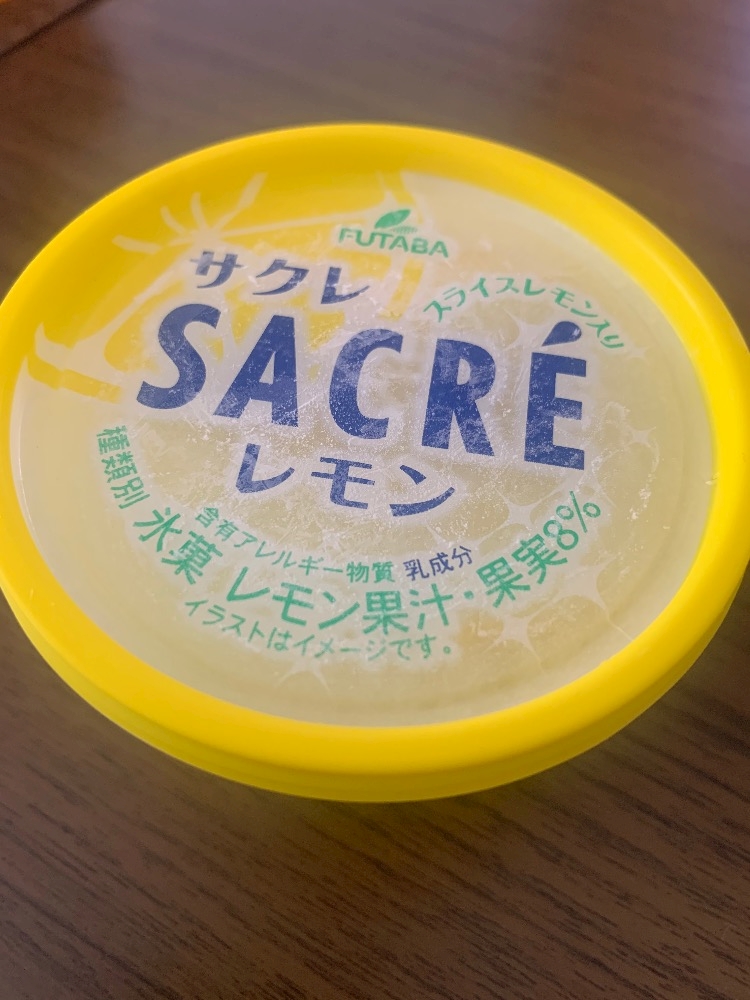 FUTABA
サクレ
スライスレモン入り
SACRÉ
レモン
種類別 氷菓 レモン果汁・果実8%
含有アレルギー物質 乳成分
イラストはイメージです。